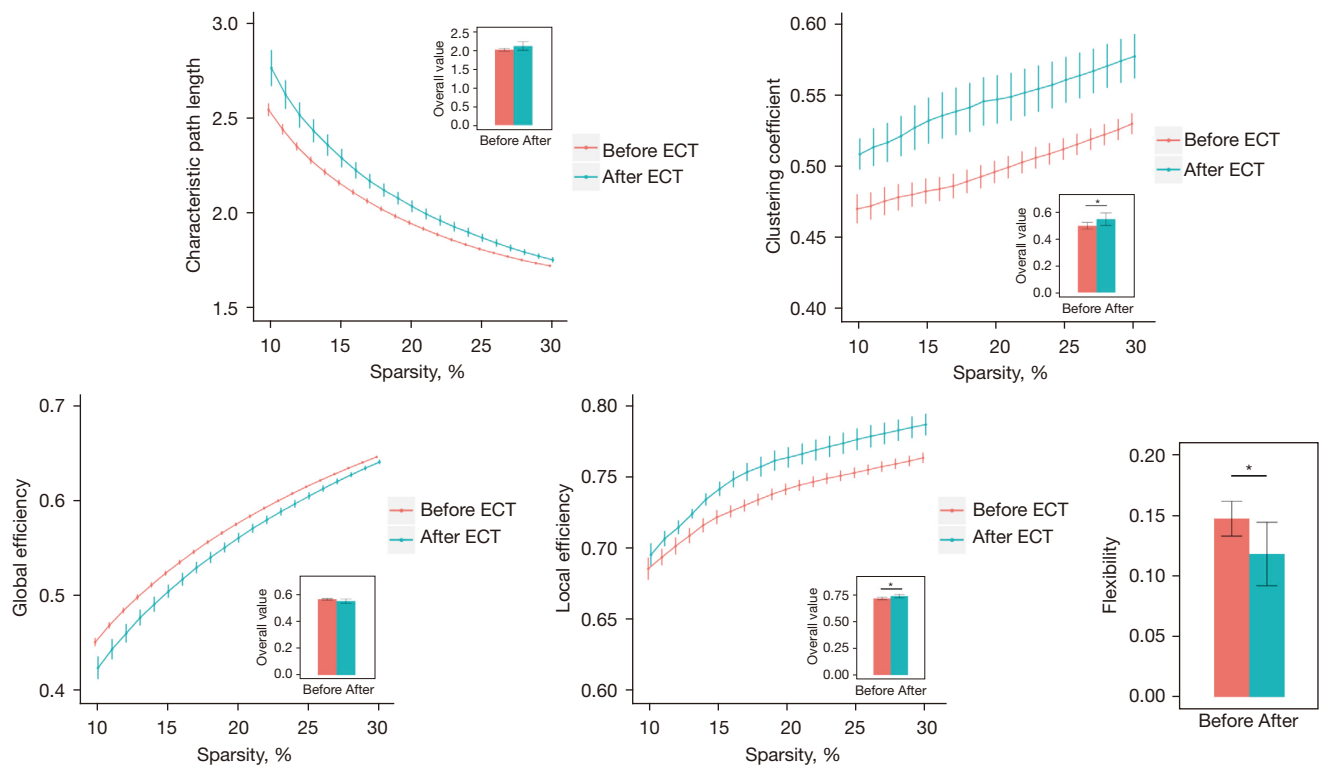 Characteristic path length
3.0
2.5
2.0
1.5
10 15 20 25 30
Sparsity, %
Overall value
2.5
2.0
1.5
2.0
0.5
0.0
Before After
Before ECT
After ECT
Clustering coefficient
0.60
0.55
0.50
0.45
0.40
10 15 20 25 30
Sparsity, %
Overall value
0.6
0.4
0.2
0.0
*
Before After
Before ECT
After ECT
Global efficiency
0.7
0.6
0.5
0.4
10 15 20 25 30
Sparsity, %
Overall value
0.6
0.4
0.2
0.0
Before After
Before ECT
After ECT
Local efficiency
0.80
0.75
0.70
0.65
0.60
10 15 20 25 30
Sparsity, %
Overall value
0.75
0.50
0.25
0.00
*
Before After
Before ECT
After ECT
Flexibility
0.20
0.15
0.10
0.05
0.00
*
Before After